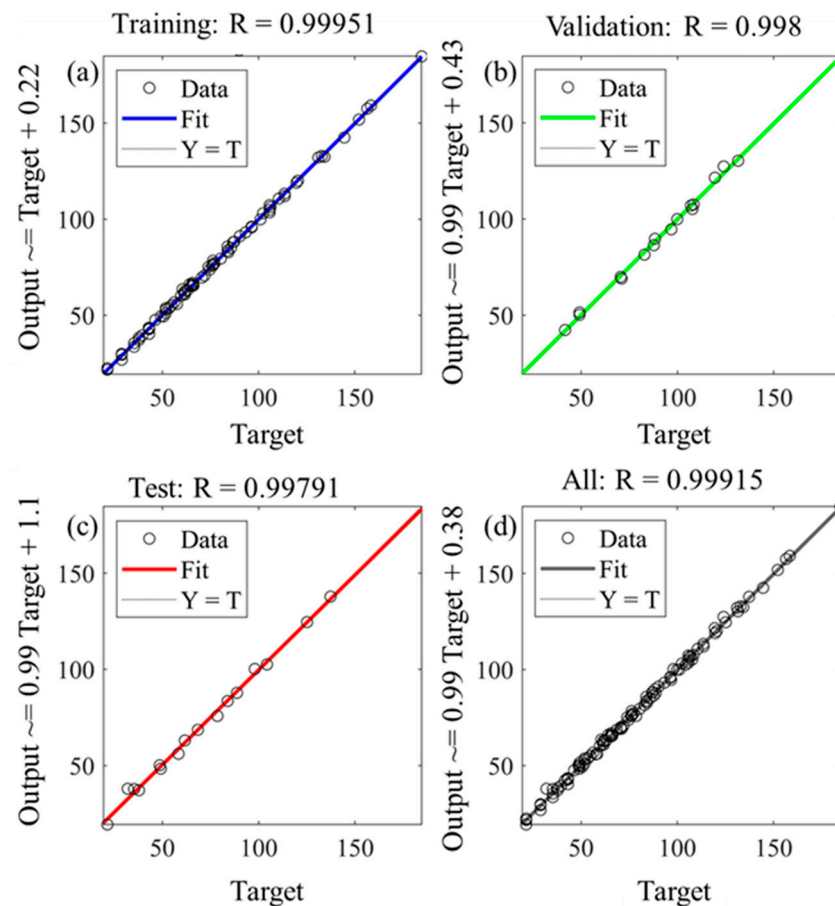 Training: R = 0.99951
Output ~= Target + 0.22
(a)
Data
Fit
Y = T
150
100
50
50 100 150
Target
Validation: R = 0.998
Output ~= 0.99 Target + 0.43
(b)
Data
Fit
Y = T
150
100
50
50 100 150
Target
Test: R = 0.99791
Output ~= 0.99 Target + 1.1
(c)
Data
Fit
Y = T
150
100
50
50 100 150
Target
All: R = 0.99915
Output ~= 0.99 Target + 0.38
(d)
Data
Fit
Y = T
150
100
50
50 100 150
Target